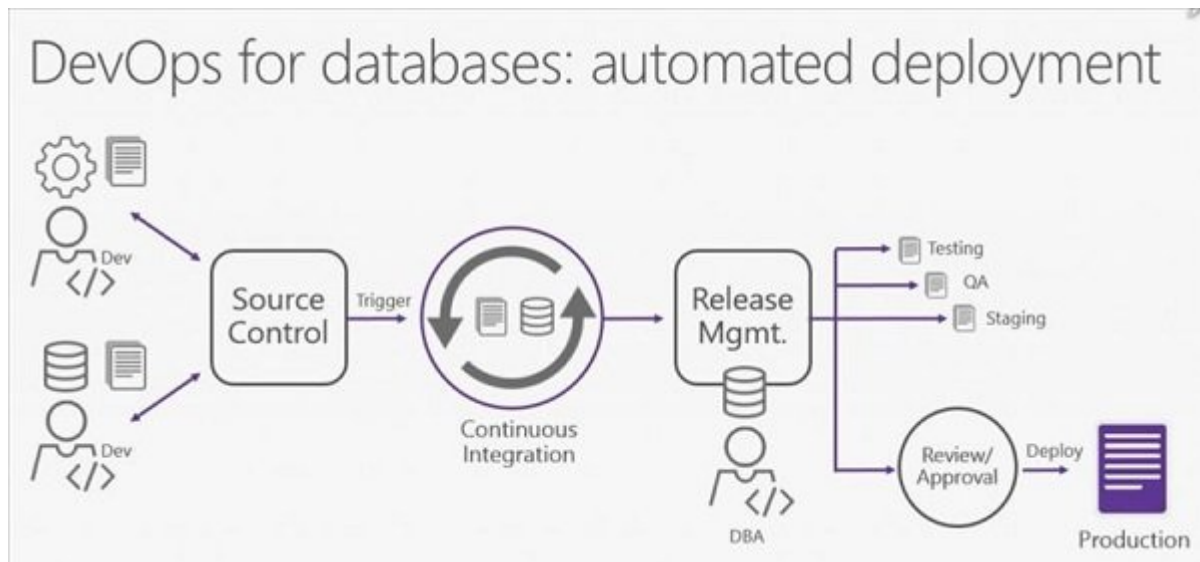 DevOps for databases: automated deployment
Dev
</>
Dev
</>
Source
Control
Trigger
Continuous
Integration
Release
Mgmt.
</>
DBA
Testing
QA
Staging
Review/
Approval
Deploy
Production